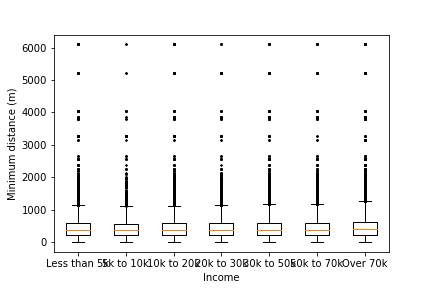 6000
5000
4000
3000
2000
1000
0
Minimum distance (m)
Less than 5k
5k to 10k
10k to 20k
20k to 30k
30k to 50k
50k to 70k
Over 70k
Income